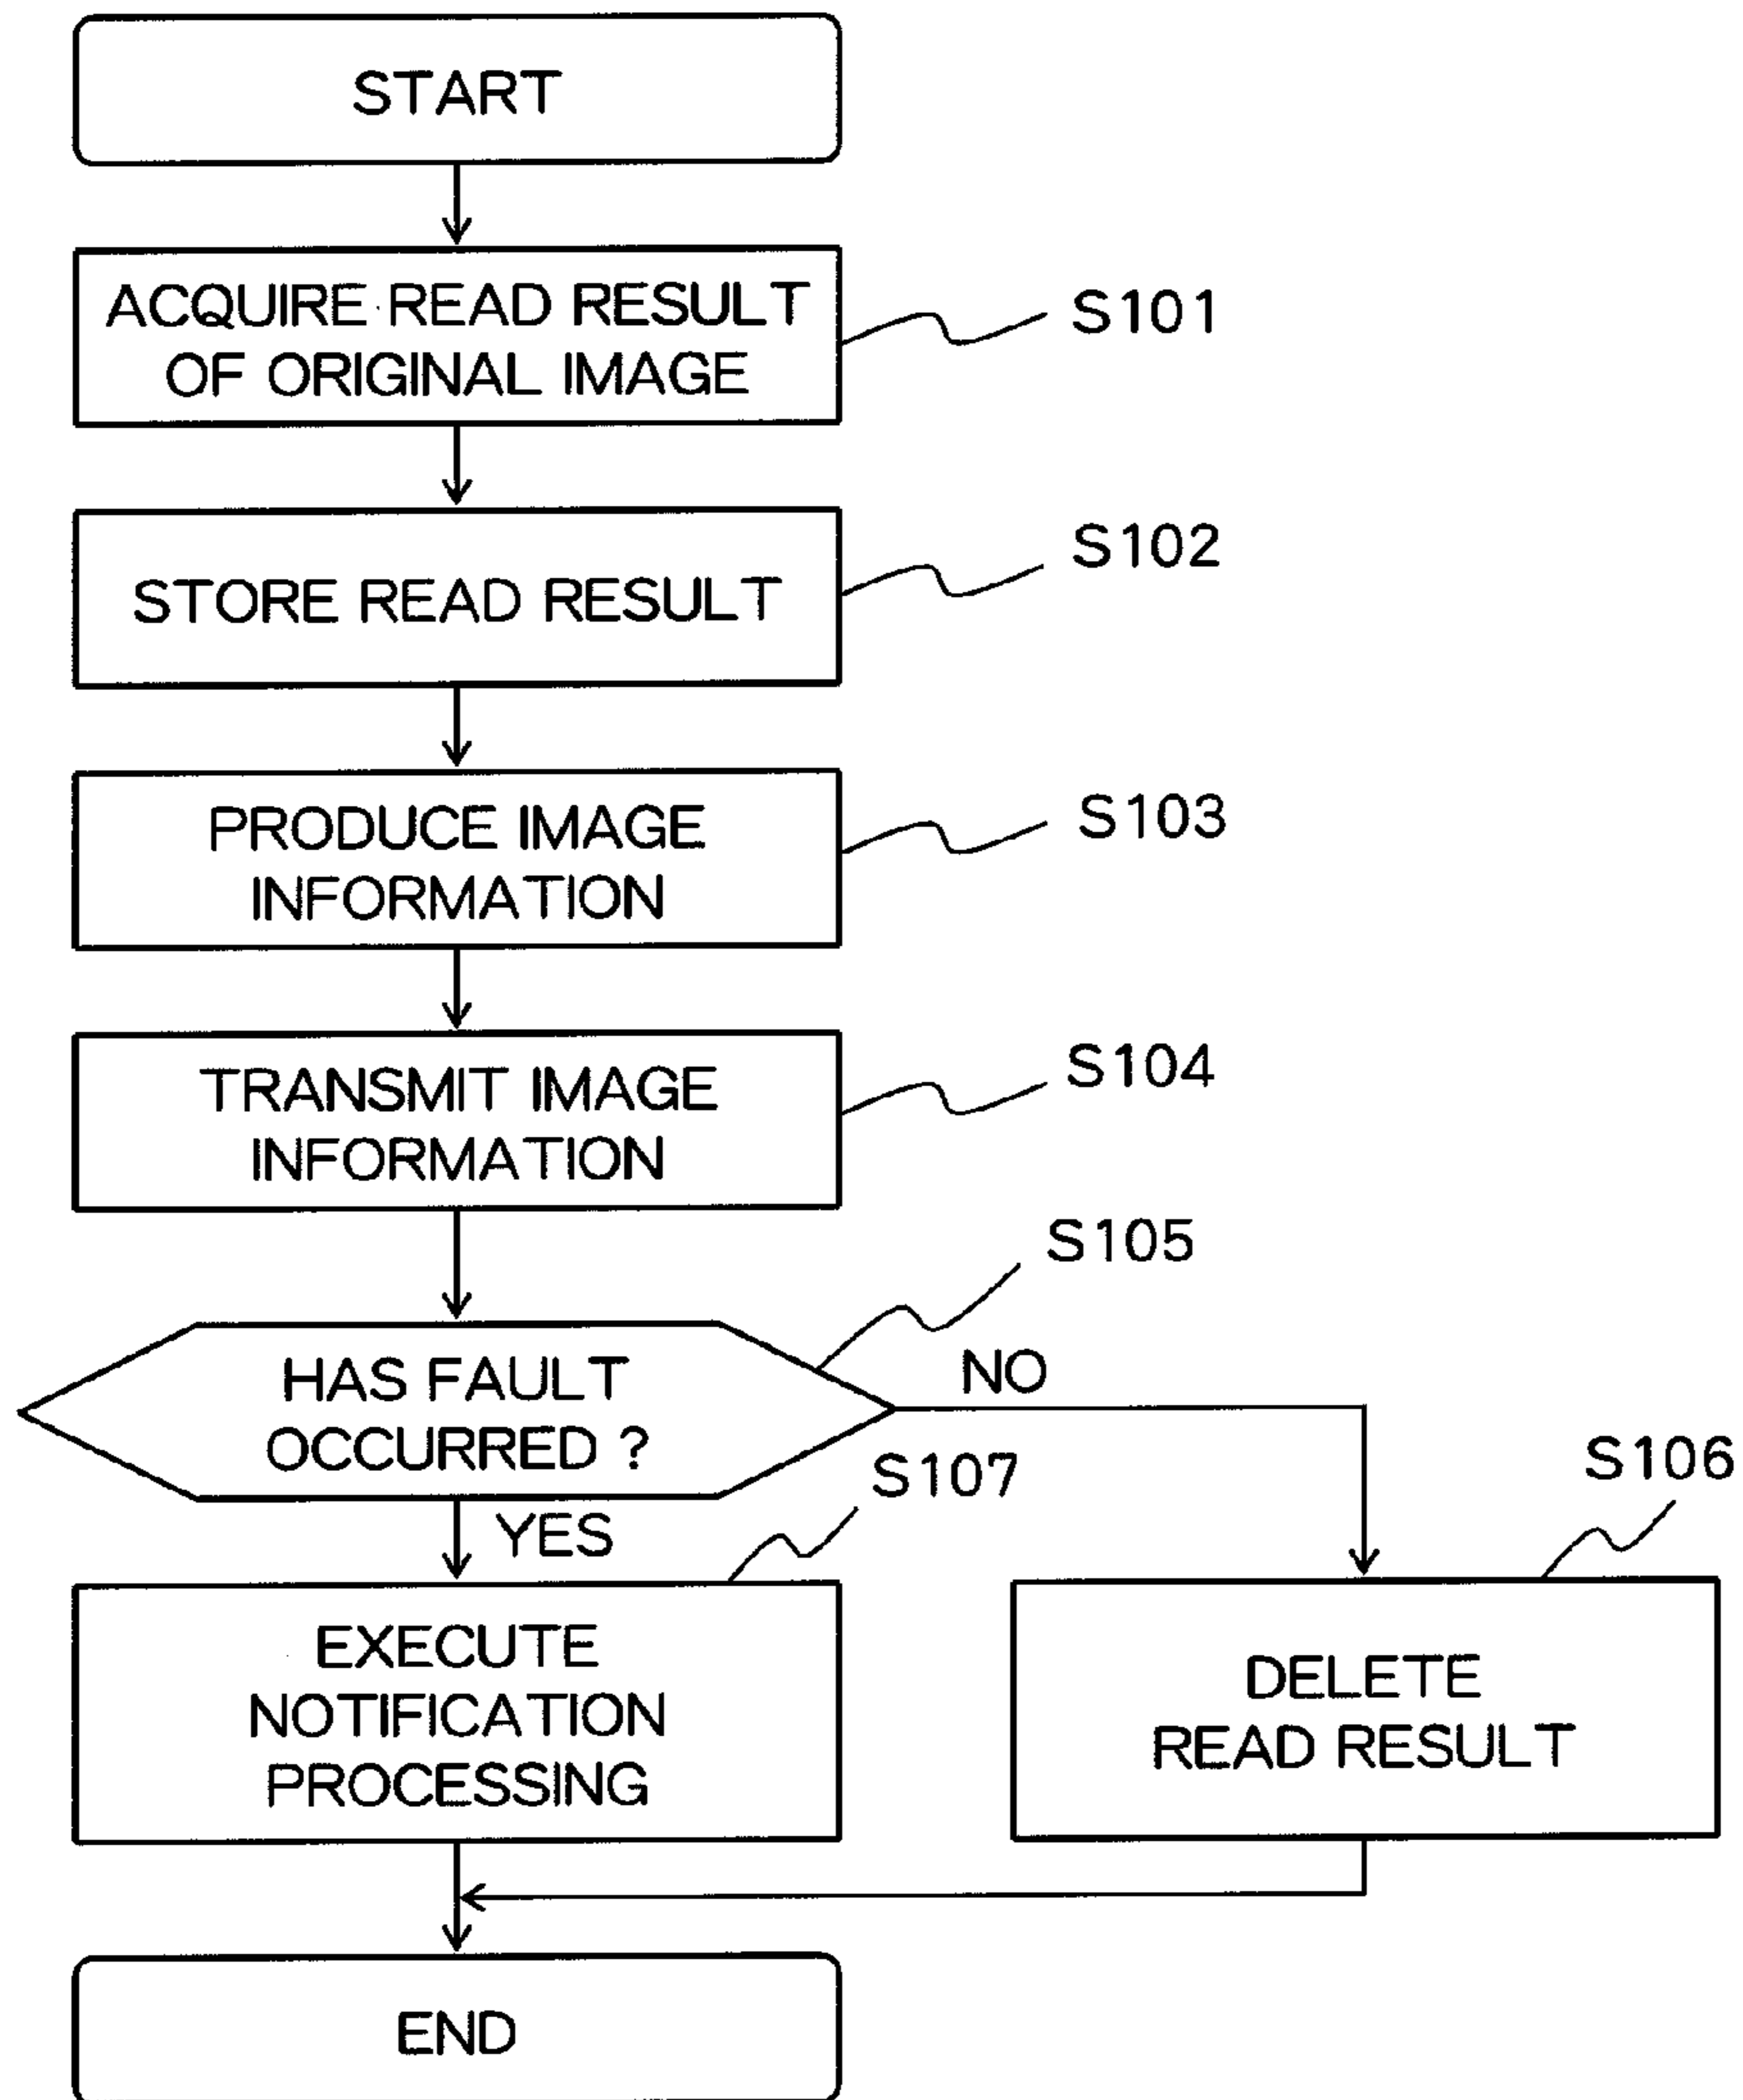 START
ACQUIRE READ RESULT
OF ORIGINAL IMAGE
S101
STORE READ RESULT
S102
PRODUCE IMAGE
INFORMATION
S103
TRANSMIT IMAGE
INFORMATION
S104
S105
HAS FAULT
OCCURRED ?
NO
YES
S107
S106
EXECUTE
NOTIFICATION
PROCESSING
DELETE
READ RESULT
END